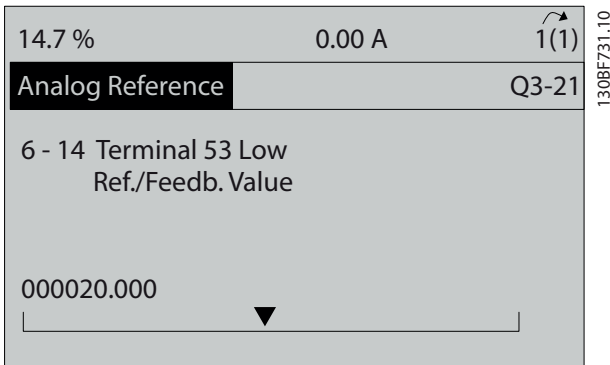 14.7 % 0.00 A 1(1)
Analog Reference Q3-21
6 - 14 Terminal 53 Low
Ref./Feedb. Value
000020.000
130BF731.10